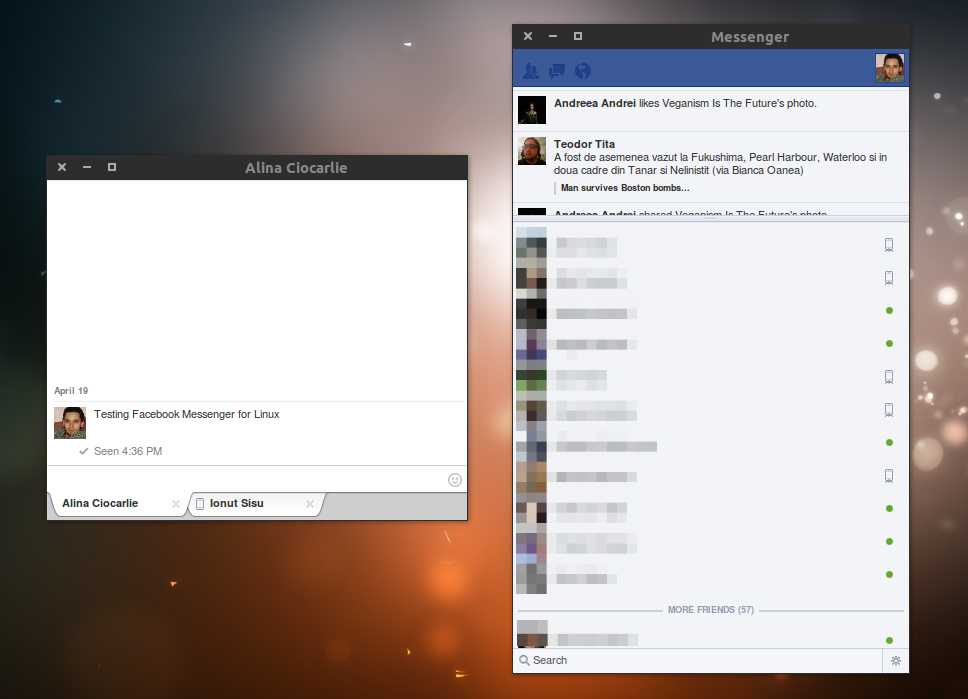 Alina Ciocarlie
April 19
Testing Facebook Messenger for Linux
Seen 4:36 PM
Alina Ciocarlie
Ionut Sisu
Messenger
Andreea Andrei likes Veganism Is The Future's photo.
Teodor Tita
A fost de asemenea vazut la Fukushima, Pearl Harbour, Waterloo si in
doua cadre din Tanar si Nelinistit (via Bianca Oanea)
Man survives Boston bombs...
Andreea Andrei shared Veganism Is The Future's photo.
MORE FRIENDS (57)
Search